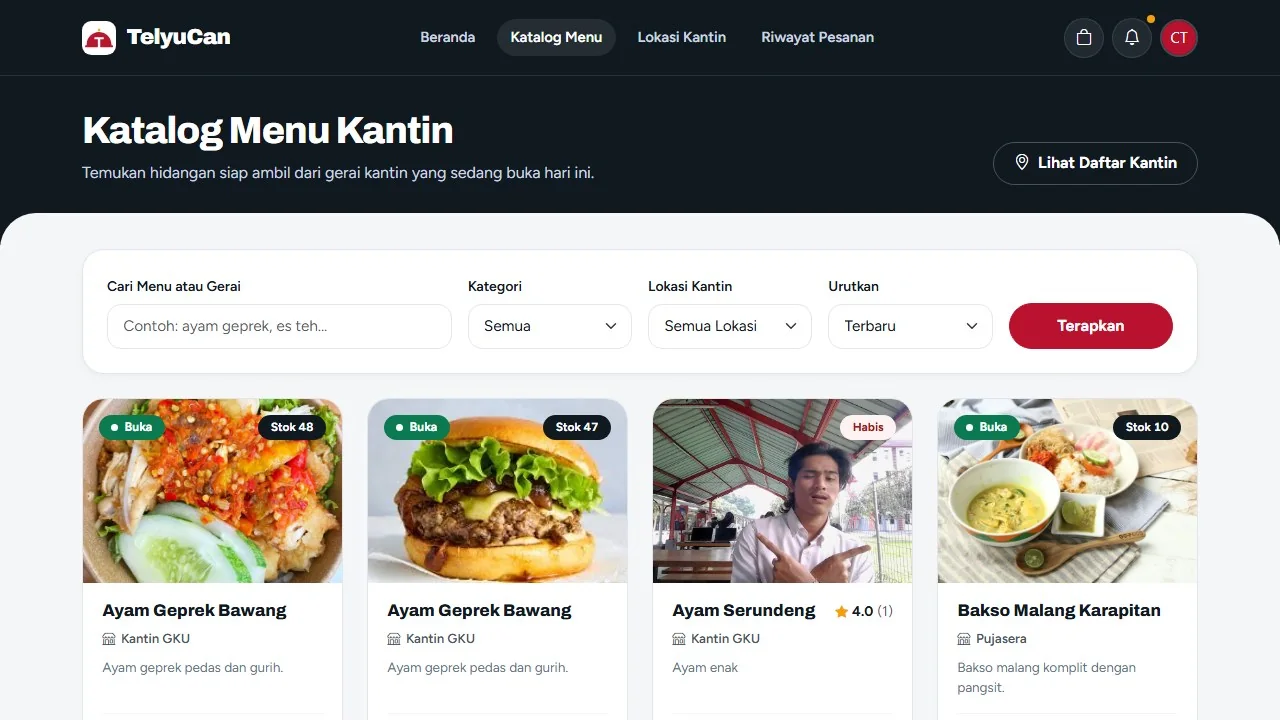 TelyuCan
Beranda
Katalog Menu
Lokasi Kantin
Riwayat Pesanan
CT
Katalog Menu Kantin
Temukan hidangan siap ambil dari gerai kantin yang sedang buka hari ini.
Lihat Daftar Kantin
Cari Menu atau Gerai
Kategori
Lokasi Kantin
Urutkan
Contoh: ayam geprek, es teh...
Semua
Semua Lokasi
Terbaru
Terapkan
Buka
Stok 48
Ayam Geprek Bawang
Kantin GKU
Ayam geprek pedas dan gurih.
Buka
Stok 47
Ayam Geprek Bawang
Kantin GKU
Ayam geprek pedas dan gurih.
Habis
Ayam Serundeng
4.0 (1)
Kantin GKU
Ayam enak
Buka
Stok 10
Bakso Malang Karapitan
Pujasera
Bakso malang komplit dengan
pangsit.